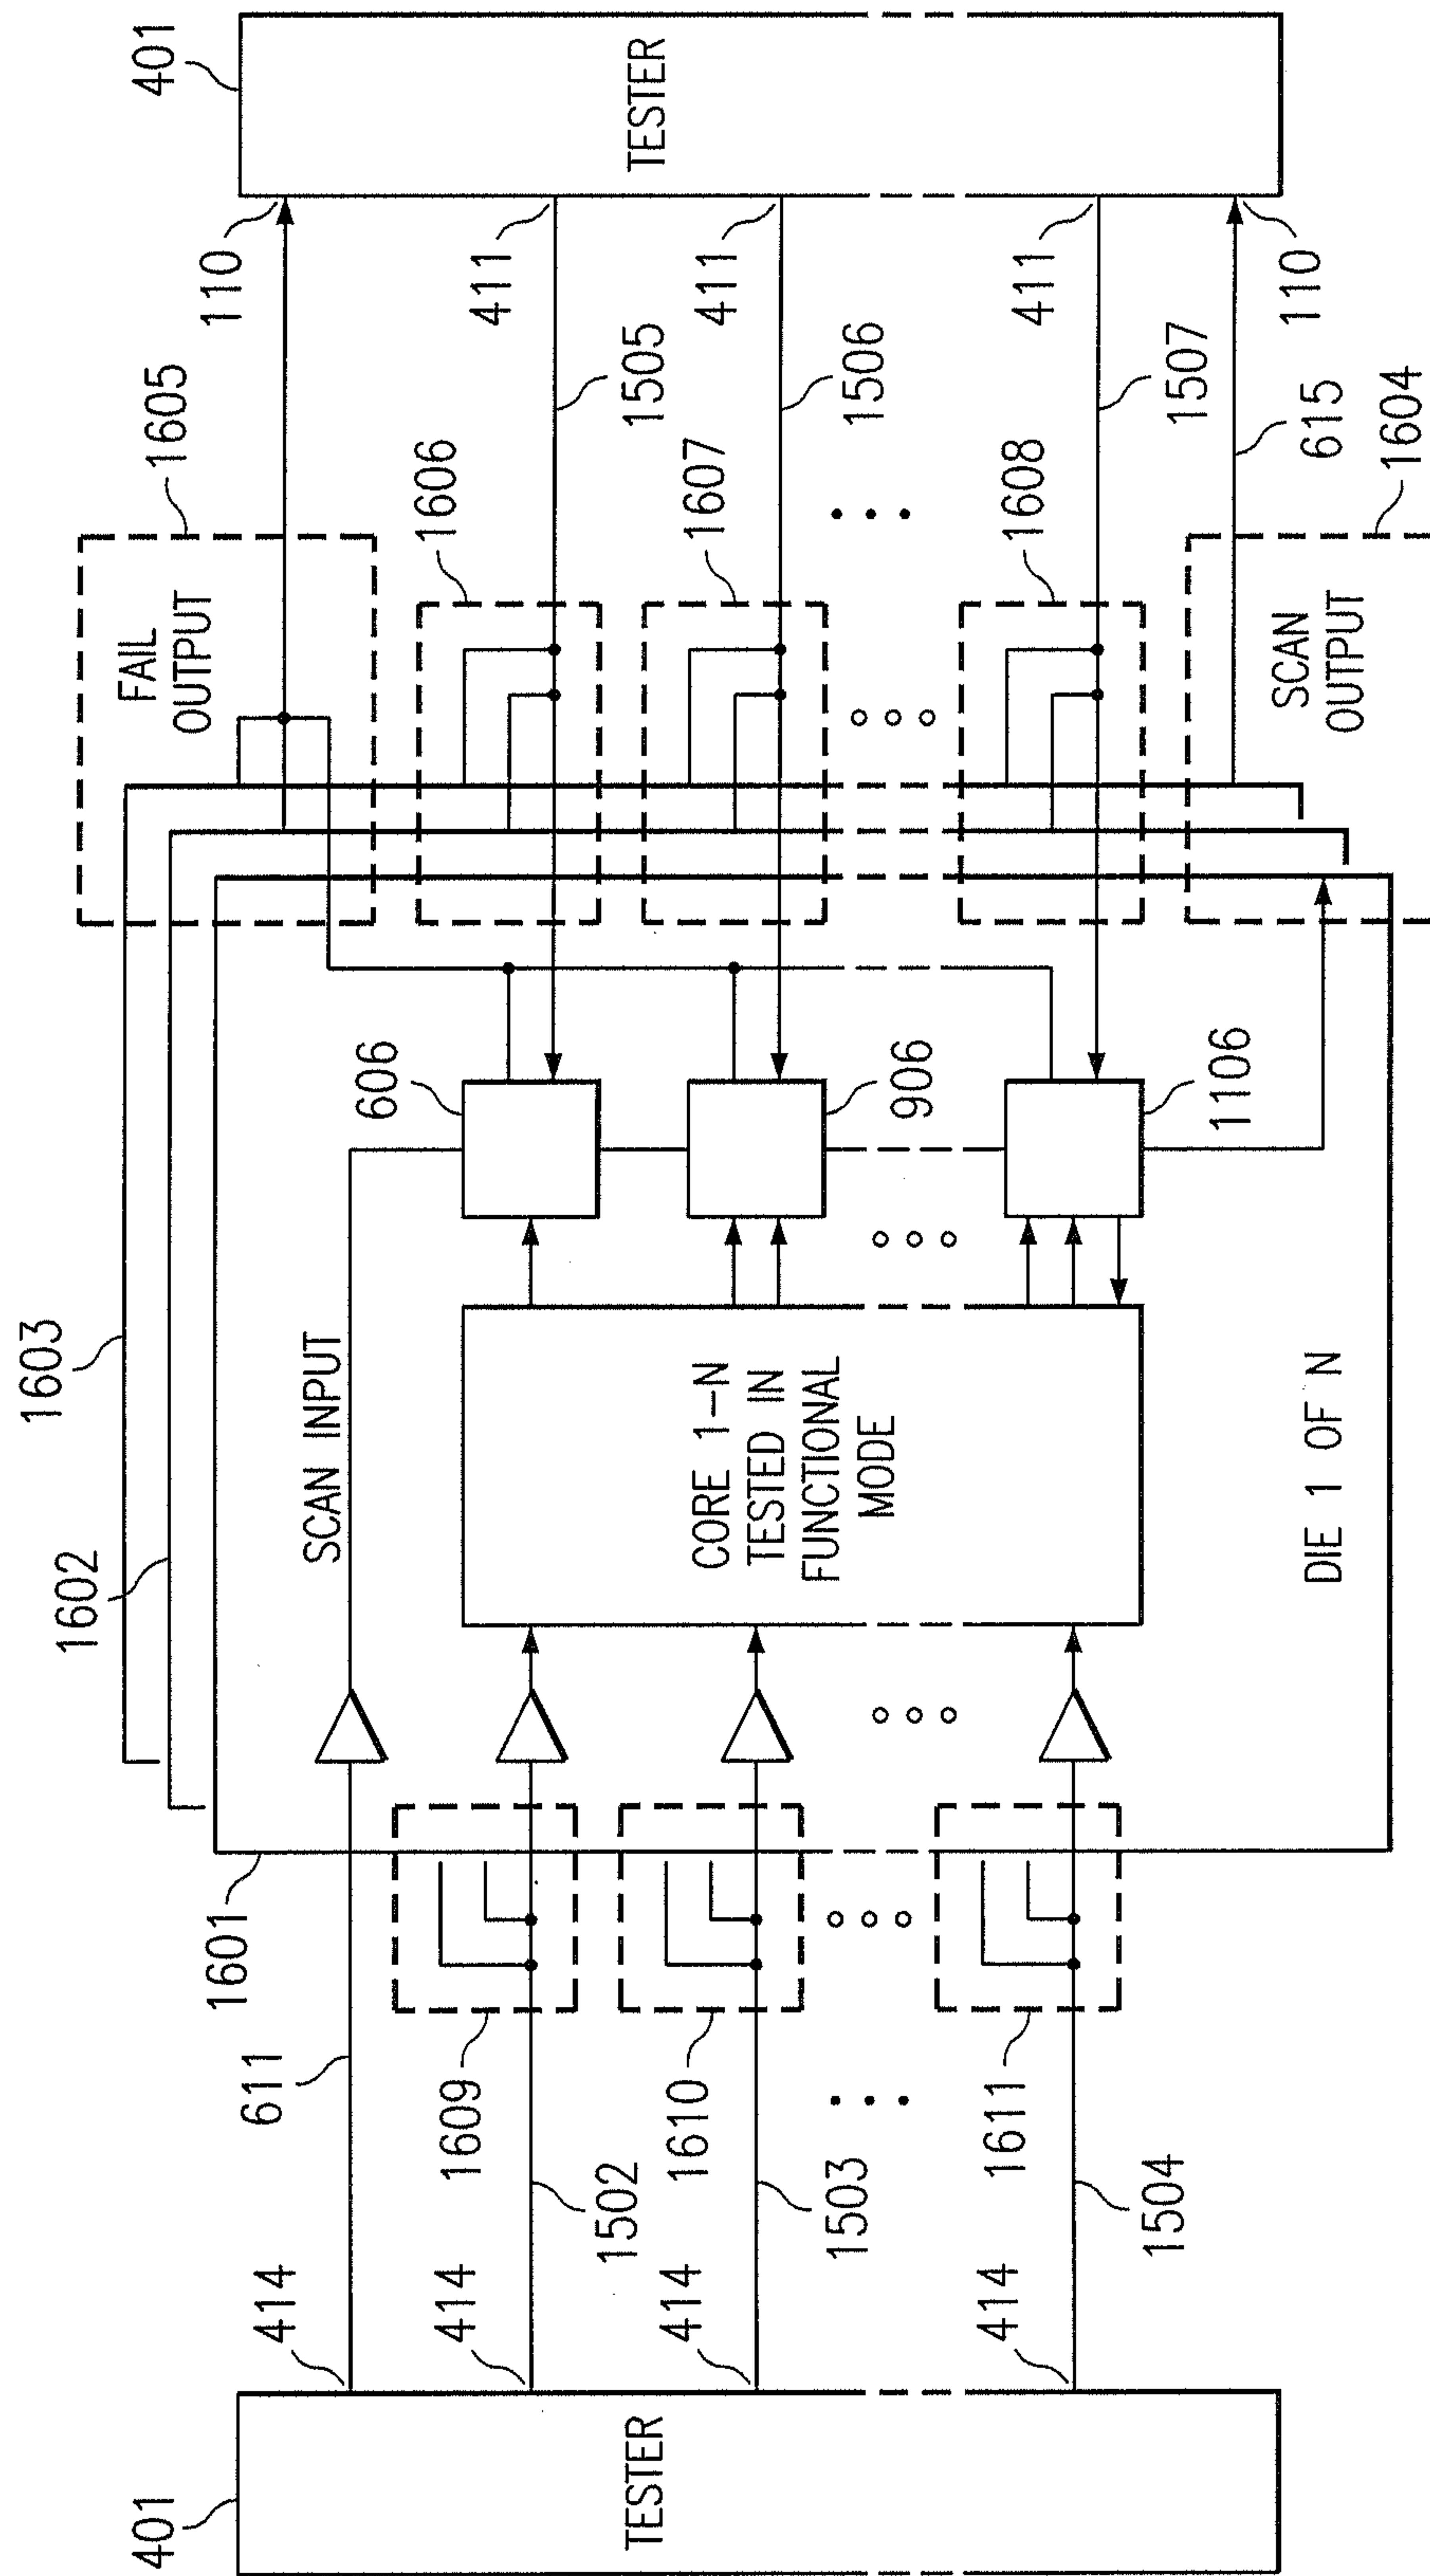 401
TESTER
414
414
414
414
611
1502
1503
1504
1609
1610
1611
1601
1602
1603
SCAN INPUT
CORE 1-N
TESTED IN
FUNCTIONAL
MODE
DIE 1 OF N
606
906
1106
FAIL
OUTPUT
1605
1606
1607
1608
SCAN
OUTPUT
1604
1505
1506
1507
615
110
411
411
411
110
401
TESTER